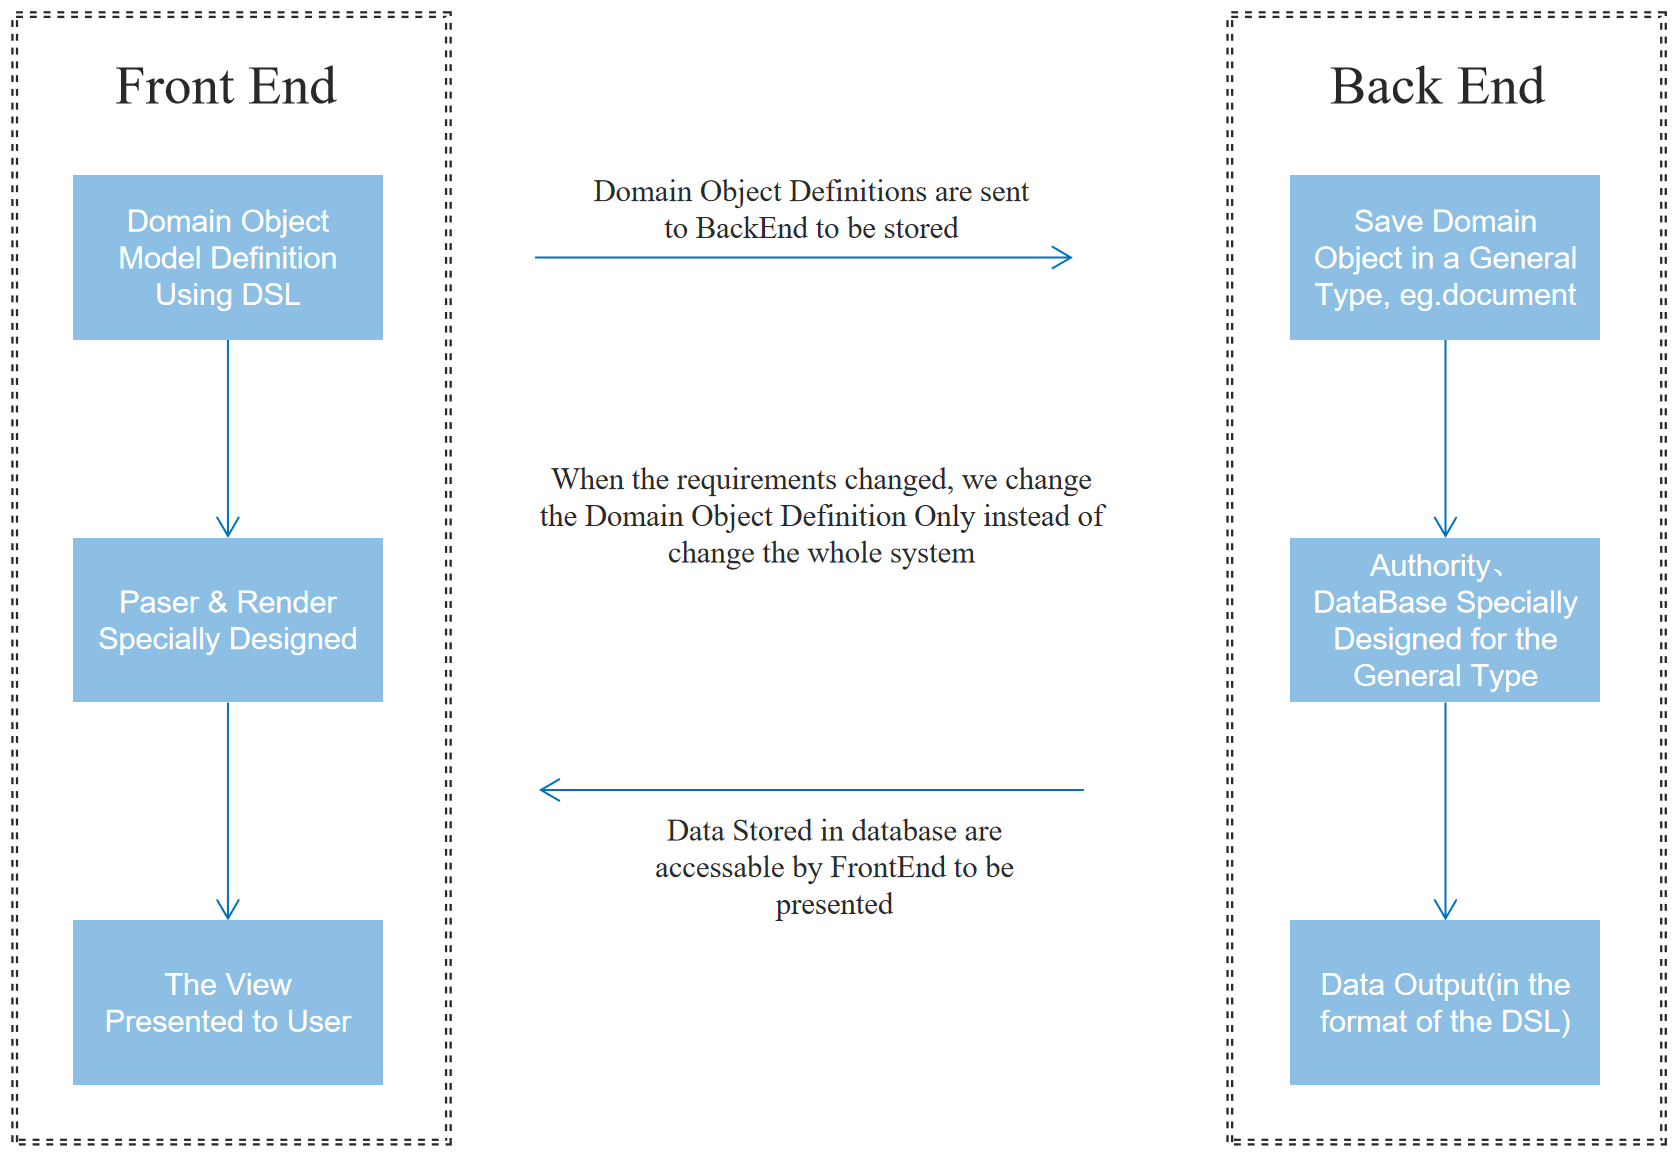 Front End
Domain Object
Model Definition
Using DSL
Paser & Render
Specially Designed
The View
Presented to User
Domain Object Definitions are sent
to BackEnd to be stored
When the requirements changed, we change
the Domain Object Definition Only instead of
change the whole system
Data Stored in database are
accessable by FrontEnd to be
presented
Back End
Save Domain
Object in a General
Type, eg.document
Authority、
DataBase Specially
Designed for the
General Type
Data Output(in the
format of the DSL)